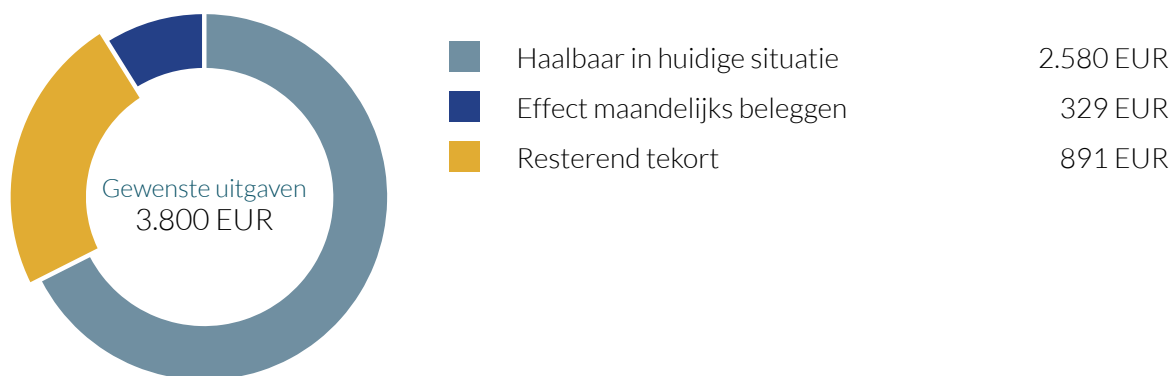 Gewenste uitgaven
3.800 EUR
Haalbaar in huidige situatie 2.580 EUR
Effect maandelijks beleggen 329 EUR
Resterend tekort 891 EUR